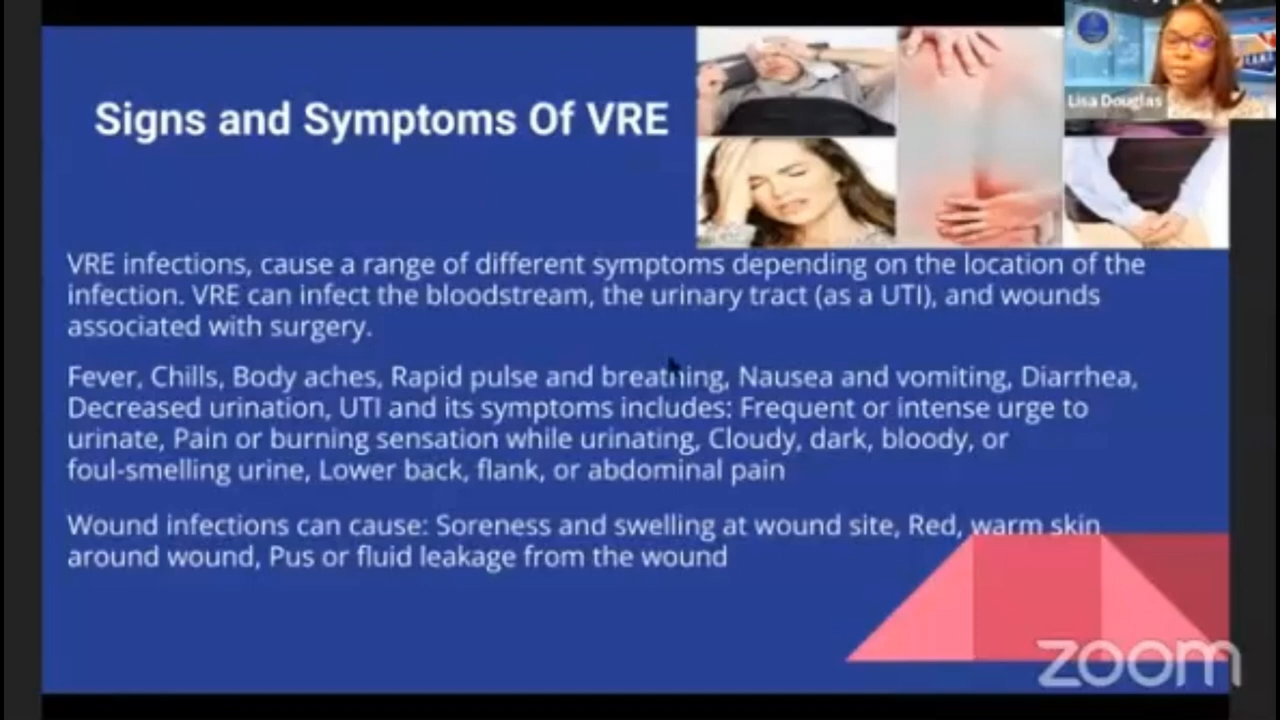 Signs and Symptoms Of VRE
Lisa Douglas
VRE infections, cause a range of different symptoms depending on the location of the
infection. VRE can infect the bloodstream, the urinary tract (as a UTI), and wounds
associated with surgery.
Fever, Chills, Body aches, Rapid pulse and breathing, Nausea and vomiting, Diarrhea,
Decreased urination, UTI and its symptoms includes: Frequent or intense urge to
urinate, Pain or burning sensation while urinating, Cloudy, dark, bloody, or
foul-smelling urine, Lower back, flank, or abdominal pain
Wound infections can cause: Soreness and swelling at wound site, Red, warm skin
around wound, Pus or fluid leakage from the wound
zoom